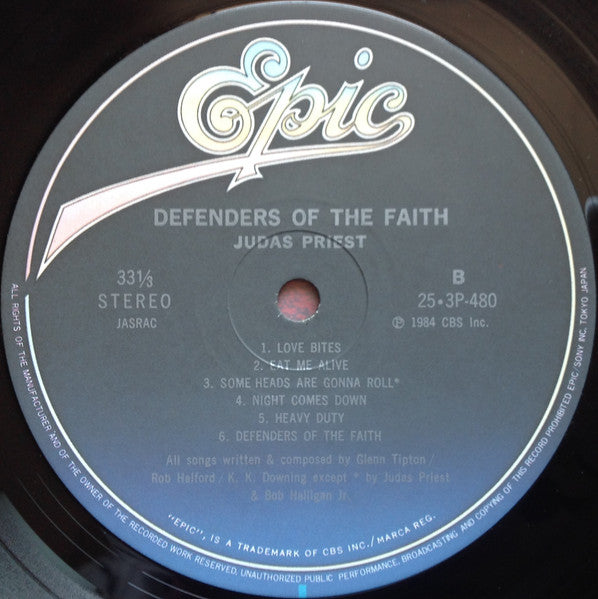 Epic
DEFENDERS OF THE FAITH
JUDAS PRIEST
33⅓
STEREO
JASRAC
B
25•3P-480
Ⓟ 1984 CBS Inc.
1. LOVE BITES
2. EAT ME ALIVE
3. SOME HEADS ARE GONNA ROLL*
4. NIGHT COMES DOWN
5. HEAVY DUTY
6. DEFENDERS OF THE FAITH
All songs written & composed by Glenn Tipton/
Rob Halford/K. K. Downing except * by Judas Priest
& Bob Halligan Jr.
"EPIC", IS A TRADEMARK OF CBS INC./MARCA REG.
ALL RIGHTS OF THE MANUFACTURER AND OF THE OWNER OF THE RECORDED WORK RESERVED, UNAUTHORIZED PUBLIC PERFORMANCE, BROADCASTING AND COPYING OF THIS RECORD PROHIBITED EPIC/SONY INC. TOKYO JAPAN